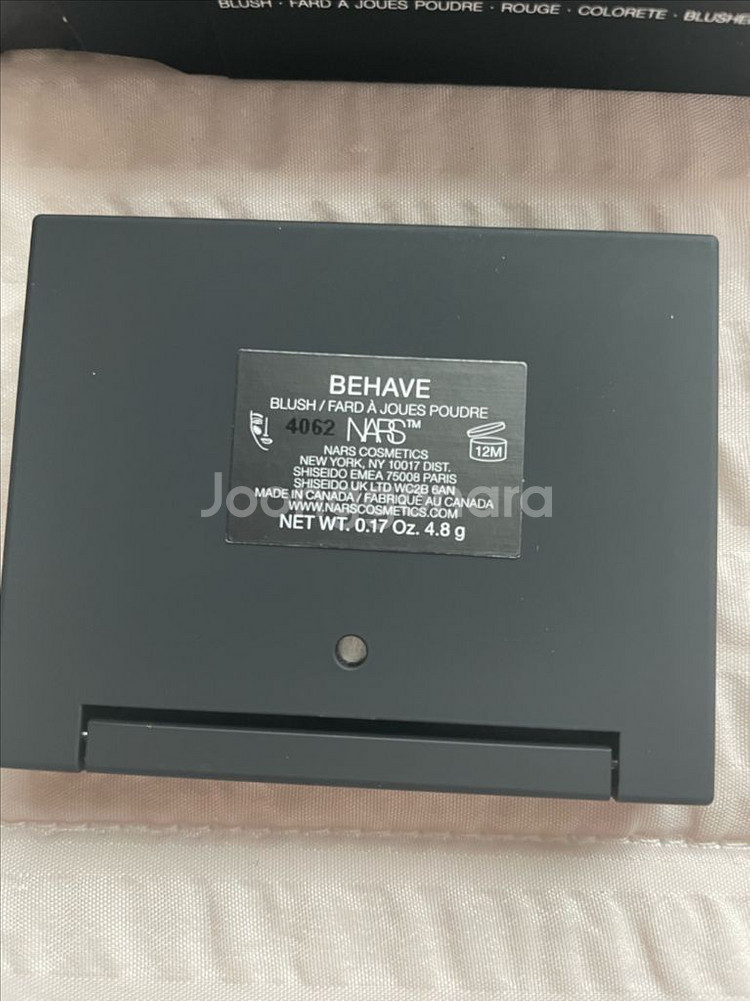 BLUSH · FARD À JOUES POUDRE · ROUGE · COLORETE · BLUSHE
BEHAVE
BLUSH / FARD À JOUES POUDRE
4062 NARS™
12M
NARS COSMETICS
NEW YORK, NY 10017 DIST.
SHISEIDO EMEA 75008 PARIS
SHISEIDO UK LTD WC2B 6AN
MADE IN CANADA / FABRIQUÉ AU CANADA
WWW.NARSCOSMETICS.COM
NET WT. 0.17 Oz. 4.8 g